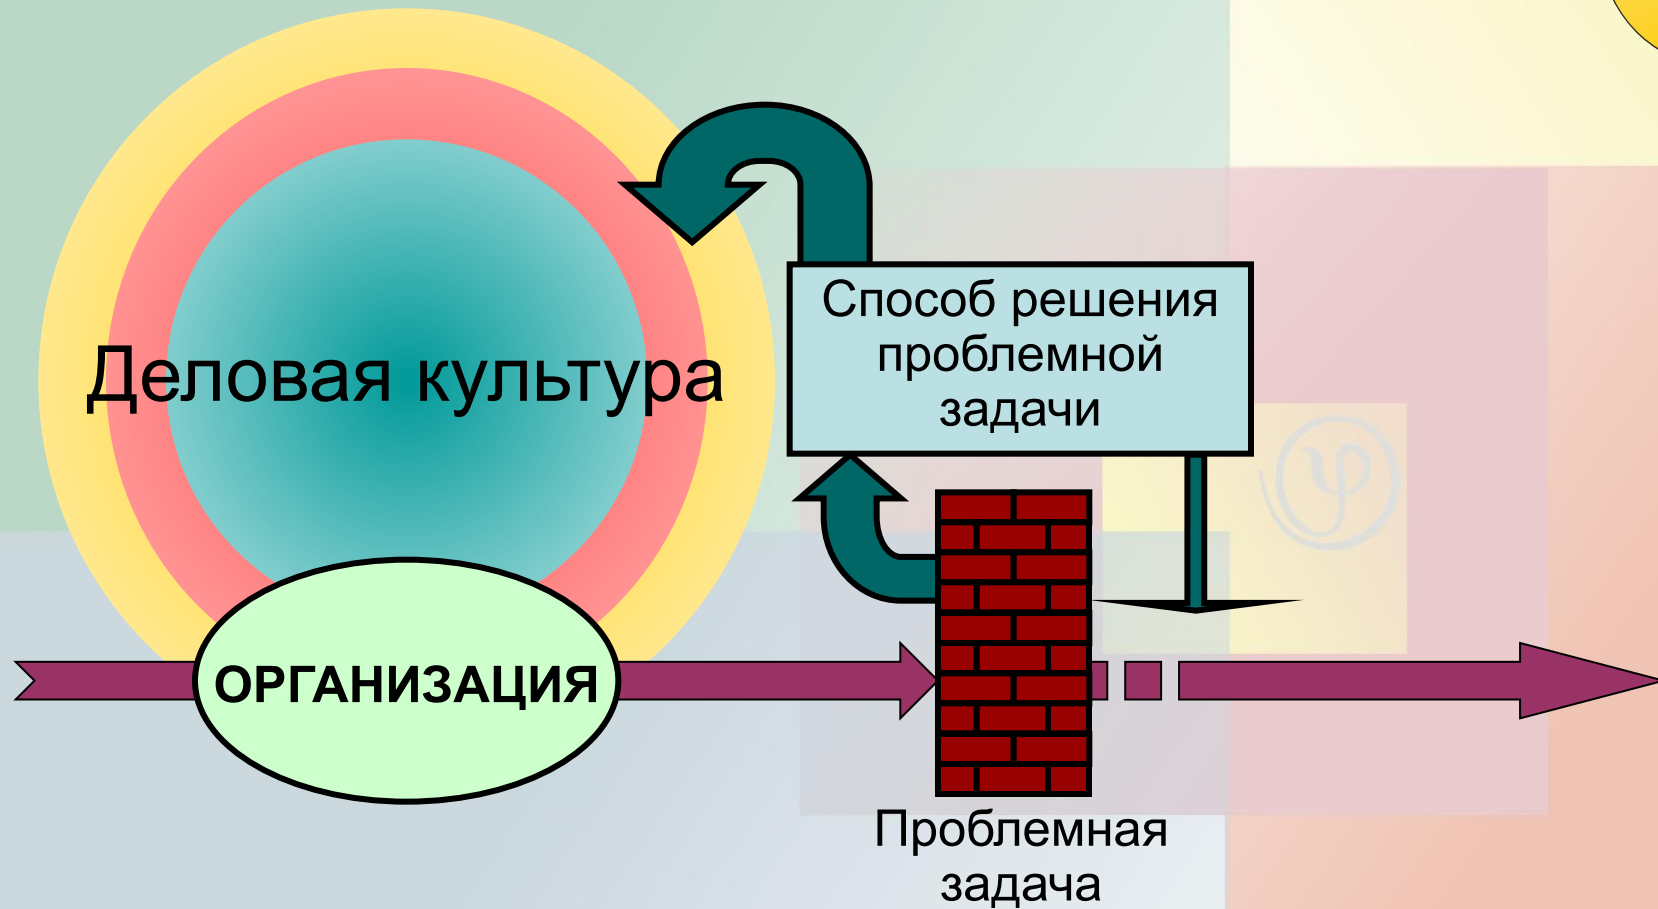 Деловая культура
Способ решения
проблемной
задачи
ОРГАНИЗАЦИЯ
Проблемная
задача